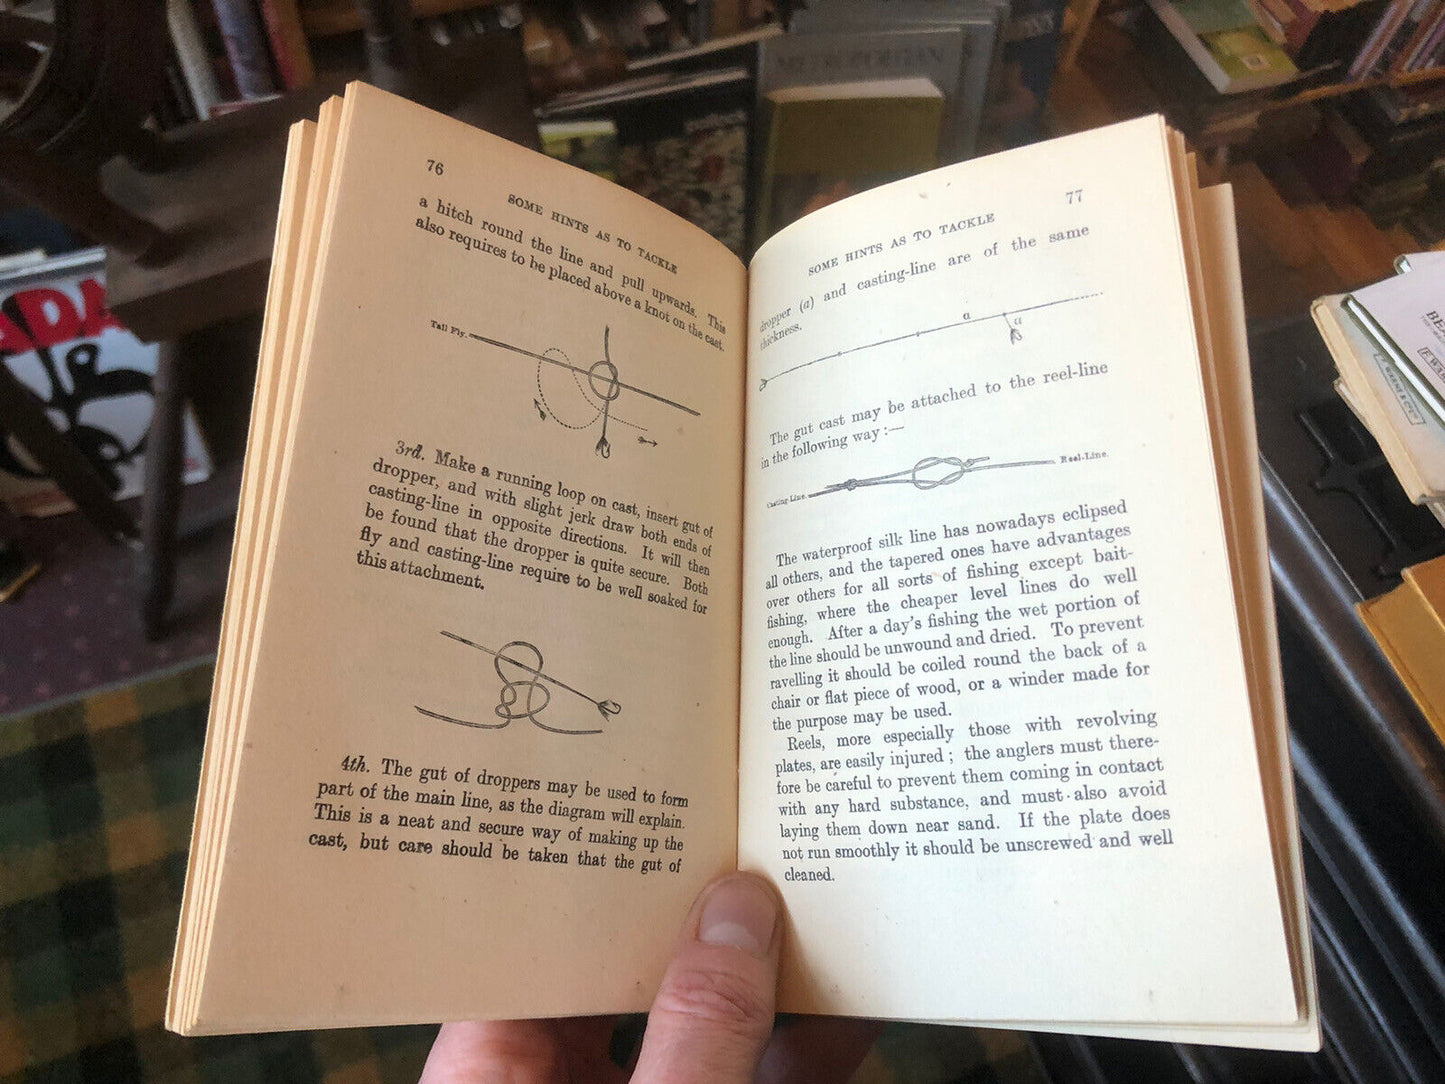 76
SOME HINTS AS TO TACKLE
a hitch round the line and pull upwards. This
also requires to be placed above a knot on the cast.
Tail Fly.
3rd. Make a running loop on cast, insert gut of
dropper, and with slight jerk draw both ends of
casting-line in opposite directions. It will then
be found that the dropper is quite secure. Both
fly and casting-line require to be well soaked for
this attachment.
4th. The gut of droppers may be used to form
part of the main line, as the diagram will explain.
This is a neat and secure way of making up the
cast, but care should be taken that the gut of
77
SOME HINTS AS TO TACKLE
dropper (a) and casting-line are of the same
thickness.
a
a
The gut cast may be attached to the reel-line
in the following way :—
Casting Line.
Reel-Line.
The waterproof silk line has nowadays eclipsed
all others, and the tapered ones have advantages
over others for all sorts of fishing except bait-
fishing, where the cheaper level lines do well
enough. After a day's fishing the wet portion of
the line should be unwound and dried. To prevent
ravelling it should be coiled round the back of a
chair or flat piece of wood, or a winder made for
the purpose may be used.
Reels, more especially those with revolving
plates, are easily injured ; the anglers must there-
fore be careful to prevent them coming in contact
with any hard substance, and must also avoid
laying them down near sand. If the plate does
not run smoothly it should be unscrewed and well
cleaned.
METROPOLITAN
DA